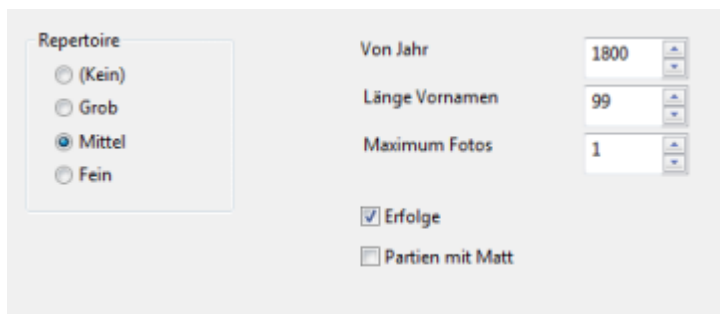 Repertoire
(Kein)
Grob
Mittel
Fein
Von Jahr 1800
Länge Vornamen 99
Maximum Fotos 1
Erfolge
Partien mit Matt